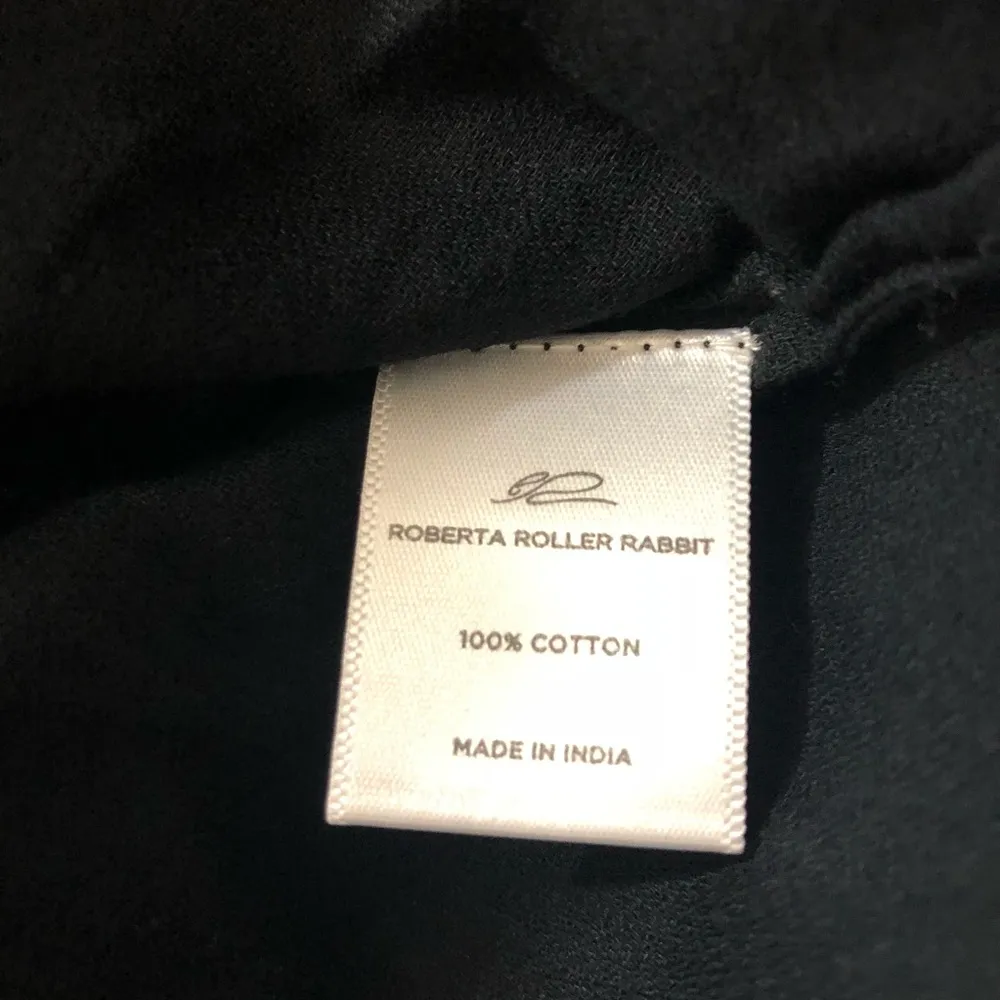 ROBERTA ROLLER RABBIT
100% COTTON
MADE IN INDIA